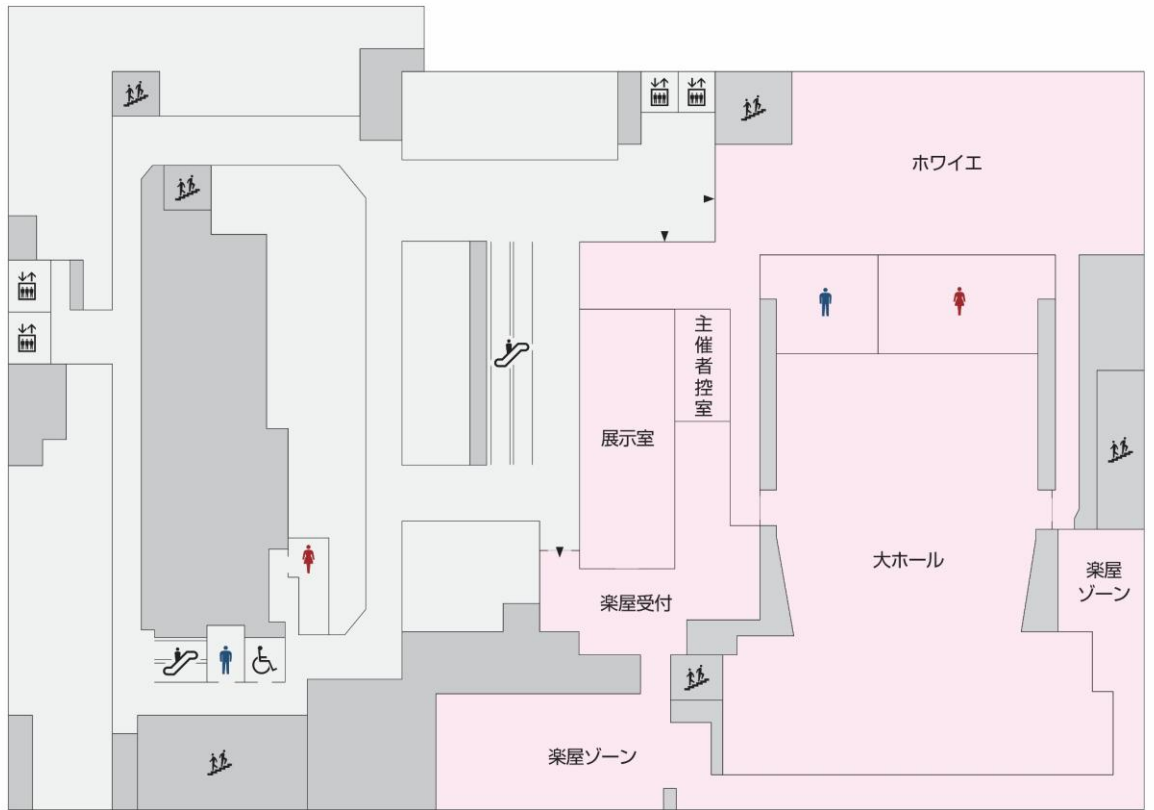 ホワイエ
主催者控室
展示室
大ホール
楽屋
ゾーン
楽屋受付
楽屋ゾーン